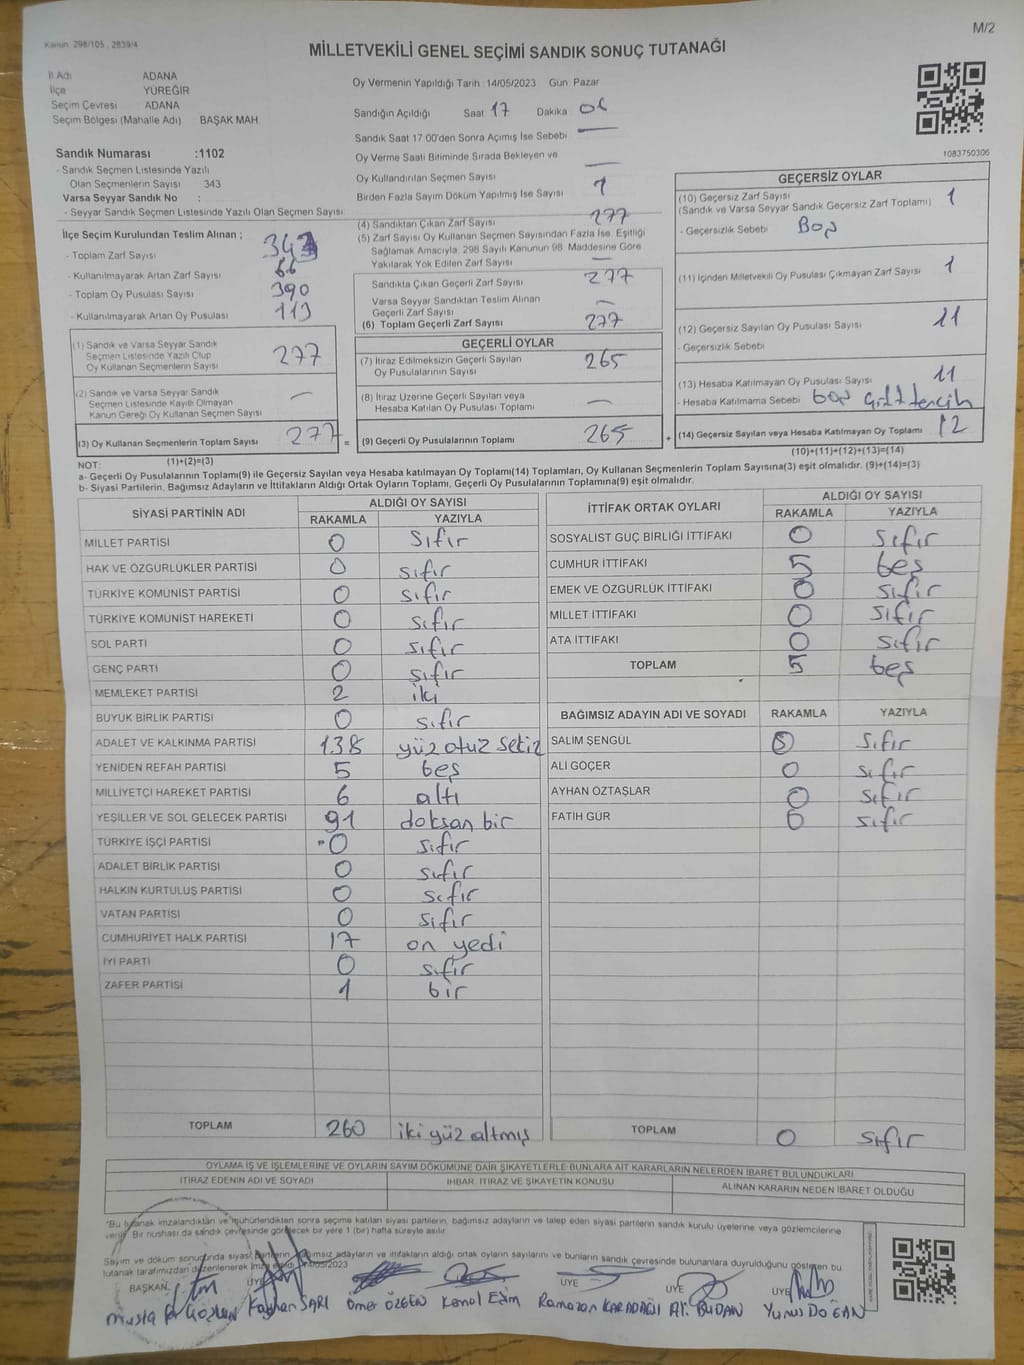 Kanun: 298/105, 2839/4
M/2
MİLLETVEKİLİ GENEL SEÇİMİ SANDIK SONUÇ TUTANAĞI
İl Adı ADANA
İlçe YÜREĞİR
Seçim Çevresi ADANA
Seçim Bölgesi (Mahalle Adı) BAŞAK MAH.
Sandık Numarası :1102
- Sandık Seçmen Listesinde Yazılı
Olan Seçmenlerin Sayısı 343
Varsa Seyyar Sandık No :
- Seyyar Sandık Seçmen Listesinde Yazılı Olan Seçmen Sayısı:
İlçe Seçim Kurulundan Teslim Alınan ;
- Toplam Zarf Sayısı 343
- Kullanılmayarak Artan Zarf Sayısı 66
- Toplam Oy Pusulası Sayısı 390
- Kullanılmayarak Artan Oy Pusulası 113
(1) Sandık ve Varsa Seyyar Sandık
Seçmen Listesinde Yazılı Olup
Oy Kullanan Seçmenlerin Sayısı 277
(2) Sandık ve Varsa Seyyar Sandık
Seçmen Listesinde Kayıtlı Olmayan
Kanun Gereği Oy Kullanan Seçmen Sayısı —
(3) Oy Kullanan Seçmenlerin Toplam Sayısı 277 =
(1)+(2)=(3)
Oy Vermenin Yapıldığı Tarih : 14/05/2023 Gün: Pazar
Sandığın Açıldığı Saat 17 Dakika 06
Sandık Saat 17:00'den Sonra Açılmış İse Sebebi —
Oy Verme Saati Bitiminde Sırada Bekleyen ve
Oy Kullandırılan Seçmen Sayısı —
Birden Fazla Sayım Döküm Yapılmış İse Sayısı 1
(4) Sandıktan Çıkan Zarf Sayısı 277
(5) Zarf Sayısı Oy Kullanan Seçmen Sayısından Fazla İse, Eşitliği
Sağlamak Amacıyla; 298 Sayılı Kanunun 98. Maddesine Göre
Yakılarak Yok Edilen Zarf Sayısı —
Sandıkta Çıkan Geçerli Zarf Sayısı 277
Varsa Seyyar Sandıktan Teslim Alınan
Geçerli Zarf Sayısı —
(6) Toplam Geçerli Zarf Sayısı 277
GEÇERLİ OYLAR
(7) İtiraz Edilmeksizin Geçerli Sayılan
Oy Pusulalarının Sayısı 265
(8) İtiraz Üzerine Geçerli Sayılan veya
Hesaba Katılan Oy Pusulası Toplamı —
(9) Geçerli Oy Pusulalarının Toplamı 265 +
GEÇERSİZ OYLAR
1083750306
(10) Geçersiz Zarf Sayısı
(Sandık ve Varsa Seyyar Sandık Geçersiz Zarf Toplamı) 1
- Geçersizlik Sebebi: Boş
(11) İçinden Milletvekili Oy Pusulası Çıkmayan Zarf Sayısı 1
(12) Geçersiz Sayılan Oy Pusulası Sayısı 11
- Geçersizlik Sebebi
(13) Hesaba Katılmayan Oy Pusulası Sayısı 11
- Hesaba Katılmama Sebebi boş çift tercih
(14) Geçersiz Sayılan veya Hesaba Katılmayan Oy Toplamı 12
(10)+(11)+(12)+(13)=(14)
NOT:
a- Geçerli Oy Pusulalarının Toplamı(9) ile Geçersiz Sayılan veya Hesaba katılmayan Oy Toplamı(14) Toplamları, Oy Kullanan Seçmenlerin Toplam Sayısına(3) eşit olmalıdır. (9)+(14)=(3)
b- Siyasi Partilerin, Bağımsız Adayların ve İttifakların Aldığı Ortak Oyların Toplamı, Geçerli Oy Pusulalarının Toplamına(9) eşit olmalıdır.
SİYASİ PARTİNİN ADI ALDIĞI OY SAYISI
RAKAMLA YAZIYLA
MİLLET PARTİSİ 0 sıfır
HAK VE ÖZGÜRLÜKLER PARTİSİ 0 sıfır
TÜRKİYE KOMÜNİST PARTİSİ 0 sıfır
TÜRKİYE KOMÜNİST HAREKETİ 0 sıfır
SOL PARTİ 0 sıfır
GENÇ PARTİ 0 sıfır
MEMLEKET PARTİSİ 2 iki
BÜYÜK BİRLİK PARTİSİ 0 sıfır
ADALET VE KALKINMA PARTİSİ 138 yüz otuz sekiz
YENİDEN REFAH PARTİSİ 5 beş
MİLLİYETÇİ HAREKET PARTİSİ 6 altı
YEŞİLLER VE SOL GELECEK PARTİSİ 91 doksan bir
TÜRKİYE İŞÇİ PARTİSİ 0 sıfır
ADALET BİRLİK PARTİSİ 0 sıfır
HALKIN KURTULUŞ PARTİSİ 0 sıfır
VATAN PARTİSİ 0 sıfır
CUMHURİYET HALK PARTİSİ 17 on yedi
İYİ PARTİ 0 sıfır
ZAFER PARTİSİ 1 bir
TOPLAM 260 iki yüz altmış
İTTİFAK ORTAK OYLARI ALDIĞI OY SAYISI
RAKAMLA YAZIYLA
SOSYALİST GÜÇ BİRLİĞİ İTTİFAKI 0 sıfır
CUMHUR İTTİFAKI 5 beş
EMEK VE ÖZGÜRLÜK İTTİFAKI 0 sıfır
MİLLET İTTİFAKI 0 sıfır
ATA İTTİFAKI 0 sıfır
TOPLAM 5 beş
BAĞIMSIZ ADAYIN ADI VE SOYADI RAKAMLA YAZIYLA
SALİM ŞENGÜL 0 sıfır
ALİ GÖÇER 0 sıfır
AYHAN ÖZTAŞLAR 0 sıfır
FATİH GÜR 0 sıfır
TOPLAM 0 sıfır
OYLAMA İŞ VE İŞLEMLERİNE VE OYLARIN SAYIM DÖKÜMÜNE DAİR ŞİKAYETLERLE BUNLARA AİT KARARLARIN NELERDEN İBARET BULUNDUKLARI
İTİRAZ EDENİN ADI VE SOYADI İHBAR, İTİRAZ VE ŞİKAYETİN KONUSU ALINAN KARARIN NEDEN İBARET OLDUĞU
"Bu tutanak imzalandıktan ve mühürlendikten sonra seçime katılan siyasi partilerin, bağımsız adayların ve talep eden siyasi partilerin sandık kurulu üyelerine veya gözlemcilerine
verilir. Bir nüshası da sandık çevresinde görülecek bir yere 1 (bir) hafta süreyle asılır.
Sayım ve döküm sonucunda siyasi partilerin, bağımsız adayların ve ittifakların aldığı ortak oyların sayılarını ve bunların sandık çevresinde bulunanlara duyurulduğunu gösteren bu
tutanak tarafımızdan düzenlenerek imza edildi. /05/2023
BAŞKAN ÜYE ÜYE ÜYE ÜYE
Mustafa Kayhan SARI Ömer ÖZGEN Kemal Ramazan KARADAĞLI Ali BUDAN Yunus DOĞAN